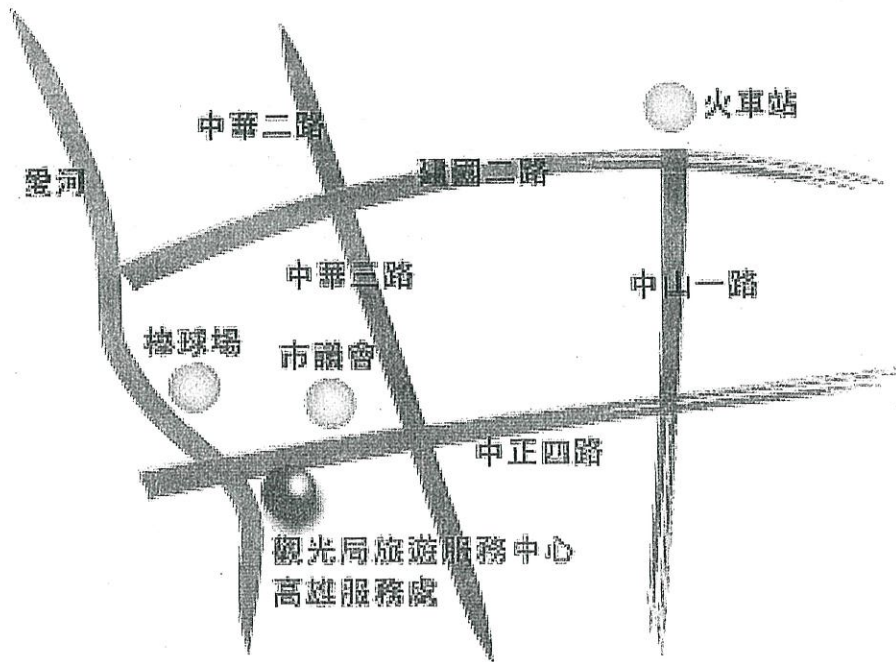 火車站
中華二路
愛河
建國二路
中華三路
中山一路
棒球場
市議會
中正四路
觀光局旅遊服務中心
高雄服務處